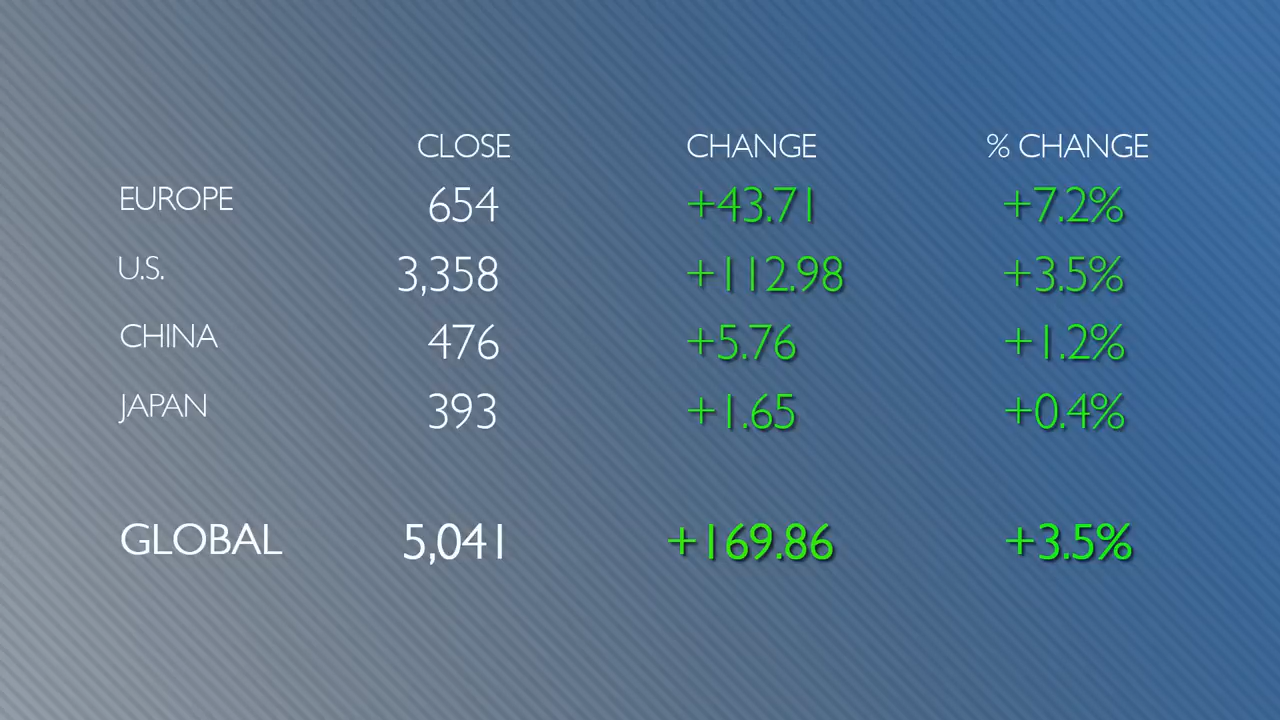 CLOSE CHANGE % CHANGE
EUROPE 654 +43.71 +7.2%
U.S. 3,358 +112.98 +3.5%
CHINA 476 +5.76 +1.2%
JAPAN 393 +1.65 +0.4%
GLOBAL 5,041 +169.86 +3.5%